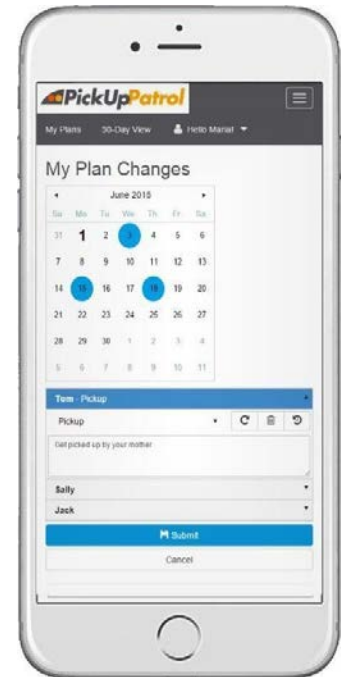 PickUpPatrol
My Plans 30-Day View Hello Maria!
My Plan Changes
June 2015
Su Mo Tu We Th Fr Sa
31 1 2 3 4 5 6
7 8 9 10 11 12 13
14 15 16 17 18 19 20
21 22 23 24 25 26 27
28 29 30 1 2 3 4
5 6 7 8 9 10 11
Tom - Pickup
Pickup
Get picked up by your mother
Sally
Jack
Submit
Cancel